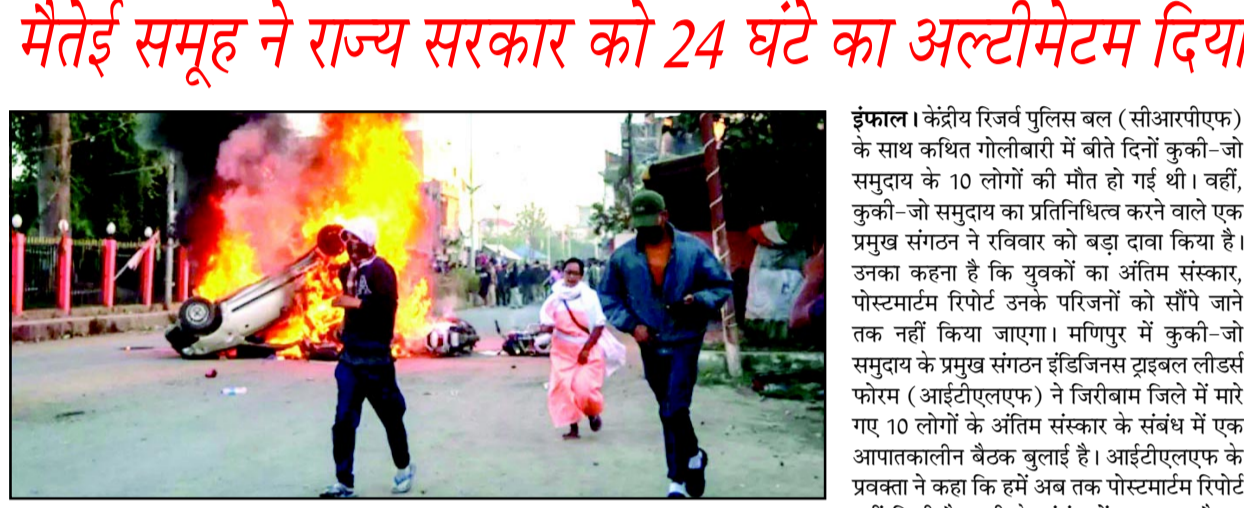 मैतेई समूह ने राज्य सरकार को 24 घंटे का अल्टीमेटम दिया
इंफाल। केंद्रीय रिजर्व पुलिस बल (सीआरपीएफ)
के साथ कथित गोलीबारी में बीते दिनों कुकी-जो
समुदाय के 10 लोगों की मौत हो गई थी। वहीं,
कुकी-जो समुदाय का प्रतिनिधित्व करने वाले एक
प्रमुख संगठन ने रविवार को बड़ा दावा किया है।
उनका कहना है कि युवकों का अंतिम संस्कार,
पोस्टमार्टम रिपोर्ट उनके परिजनों को सौंपे जाने
तक नहीं किया जाएगा। मणिपुर में कुकी-जो
समुदाय के प्रमुख संगठन इंडिजिनस ट्राइबल लीडर्स
फोरम (आईटीएलएफ) ने जिरीबाम जिले में मारे
गए 10 लोगों के अंतिम संस्कार के संबंध में एक
आपातकालीन बैठक बुलाई है। आईटीएलएफ के
प्रवक्ता ने कहा कि हमें अब तक पोस्टमार्टम रिपोर्ट